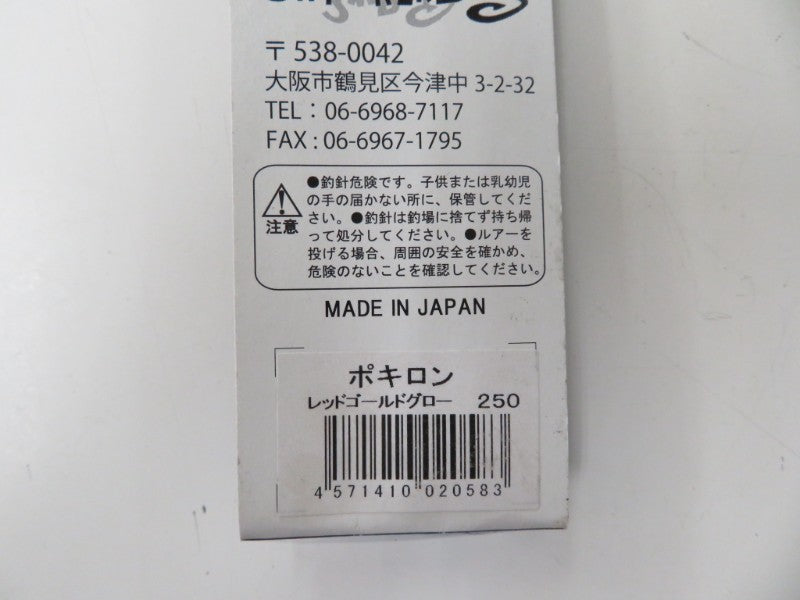 〒538-0042
大阪市鶴見区今津中 3-2-32
TEL : 06-6968-7117
FAX : 06-6967-1795
注意
●釣針危険です。子供または乳幼児
の手の届かない所に、保管してくだ
さい。●釣針は釣場に捨てず持ち帰
って処分してください。●ルアーを
投げる場合、周囲の安全を確かめ、
危険のないことを確認してください。
MADE IN JAPAN
ポキロン
レッドゴールドグロー 250
4 571410 020583